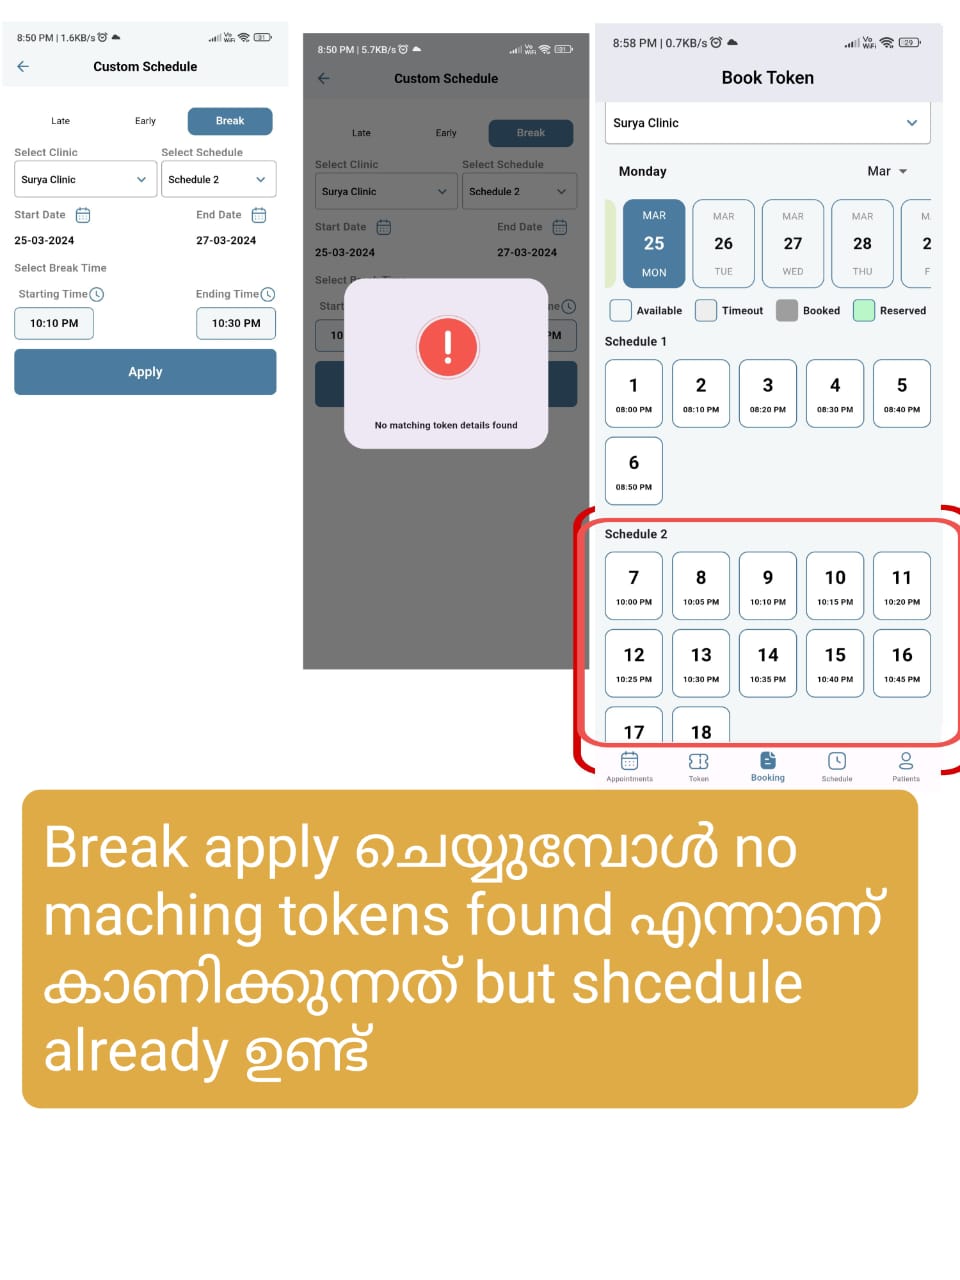 8:50 PM | 1.6KB/s
Vo
WiFi
31
Custom Schedule
Late Early Break
Select Clinic Select Schedule
Surya Clinic Schedule 2
Start Date End Date
25-03-2024 27-03-2024
Select Break Time
Starting Time Ending Time
10:10 PM 10:30 PM
Apply
8:50 PM | 5.7KB/s
Vo
WiFi
Custom Schedule
Late Early Break
Select Clinic Select Schedule
Surya Clinic Schedule 2
Start Date End Date
25-03-2024 27-03-2024
Select
Start
10 PM
!
No matching token details found
8:58 PM | 0.7KB/s
Vo
WiFi
29
Book Token
Surya Clinic
Monday Mar
MAR MAR MAR MAR M
25 26 27 28 2
MON TUE WED THU F
Available Timeout Booked Reserved
Schedule 1
1 2 3 4 5
08:00 PM 08:10 PM 08:20 PM 08:30 PM 08:40 PM
6
08:50 PM
Schedule 2
7 8 9 10 11
10:00 PM 10:05 PM 10:10 PM 10:15 PM 10:20 PM
12 13 14 15 16
10:25 PM 10:30 PM 10:35 PM 10:40 PM 10:45 PM
17 18
Appointments Token Booking Schedule Patients
Break apply ചെയ്യുമ്പോൾ no
maching tokens found എന്നാണ്
കാണിക്കുന്നത് but shcedule
already ഉണ്ട്